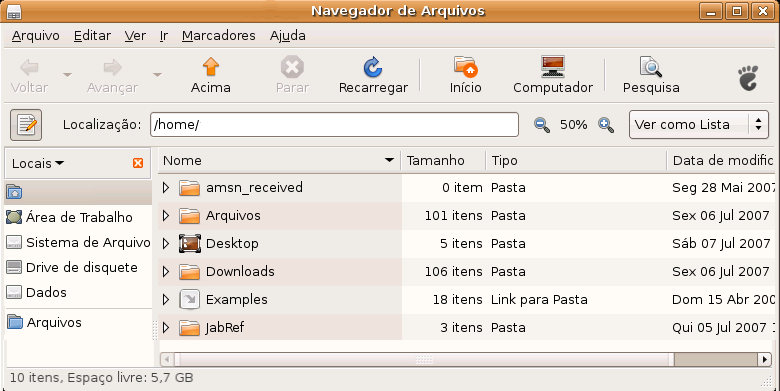 Navegador de Arquivos
Arquivo Editar Ver Ir Marcadores Ajuda
Voltar Avançar Acima Parar Recarregar Início Computador Pesquisa
Localização: /home/ 50% Ver como Lista
Locais Nome Tamanho Tipo Data de modific
amsn_received 0 item Pasta Seg 28 Mai 2007
Área de Trabalho Arquivos 101 itens Pasta Sex 06 Jul 2007
Sistema de Arquivo Desktop 5 itens Pasta Sáb 07 Jul 2007
Drive de disquete Downloads 106 itens Pasta Sex 06 Jul 2007
Dados Examples 18 itens Link para Pasta Dom 15 Abr 200
Arquivos JabRef 3 itens Pasta Qui 05 Jul 2007 1
10 itens, Espaço livre: 5,7 GB